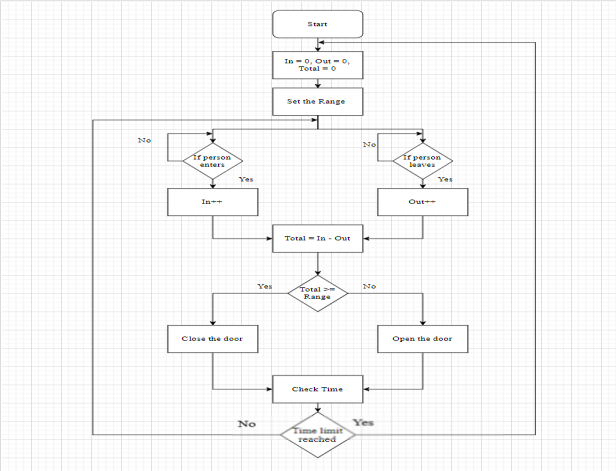 Start
In = 0, Out = 0,
Total = 0
Set the Range
No
If person
enters
Yes
No
If person
leaves
Yes
In++
Out++
Total = In - Out
Yes
Total >=
Range
No
Close the door
Open the door
Check Time
No
Time limit
reached
Yes